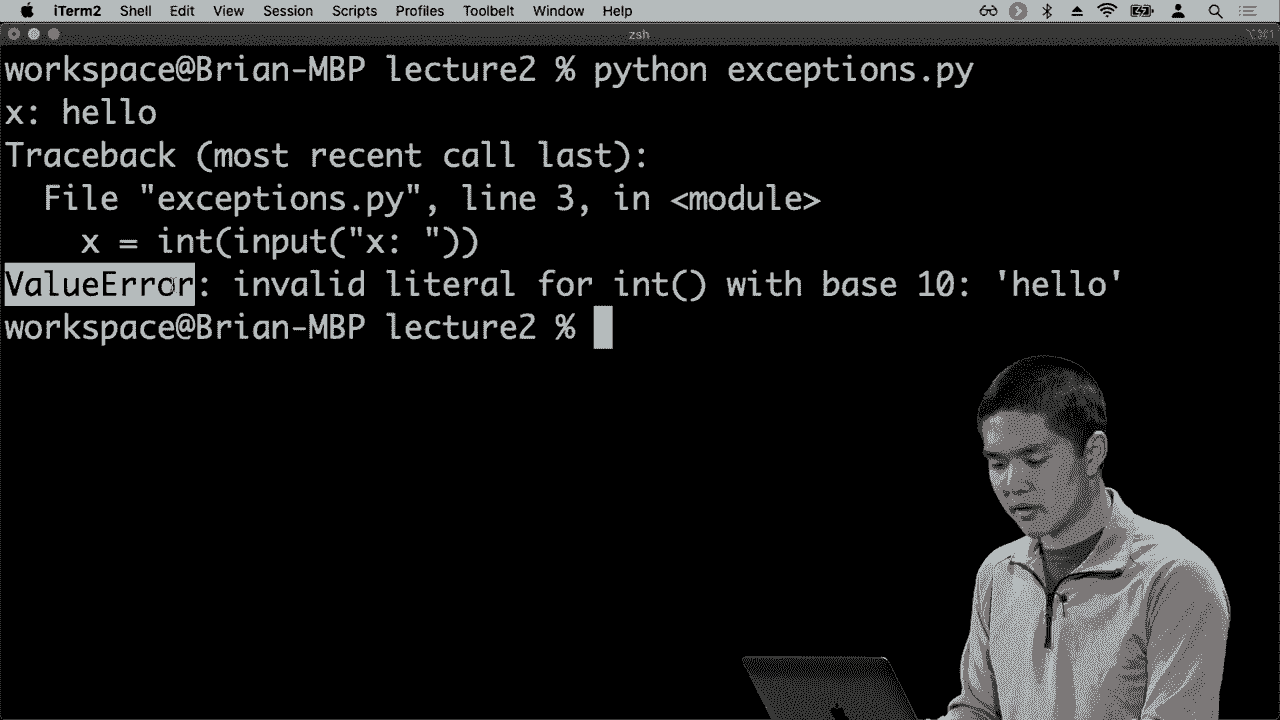 iTerm2 Shell Edit View Session Scripts Profiles Toolbelt Window Help
zsh
workspace@Brian-MBP lecture2 % python exceptions.py
x: hello
Traceback (most recent call last):
  File "exceptions.py", line 3, in <module>
    x = int(input("x: "))
ValueError: invalid literal for int() with base 10: 'hello'
workspace@Brian-MBP lecture2 %